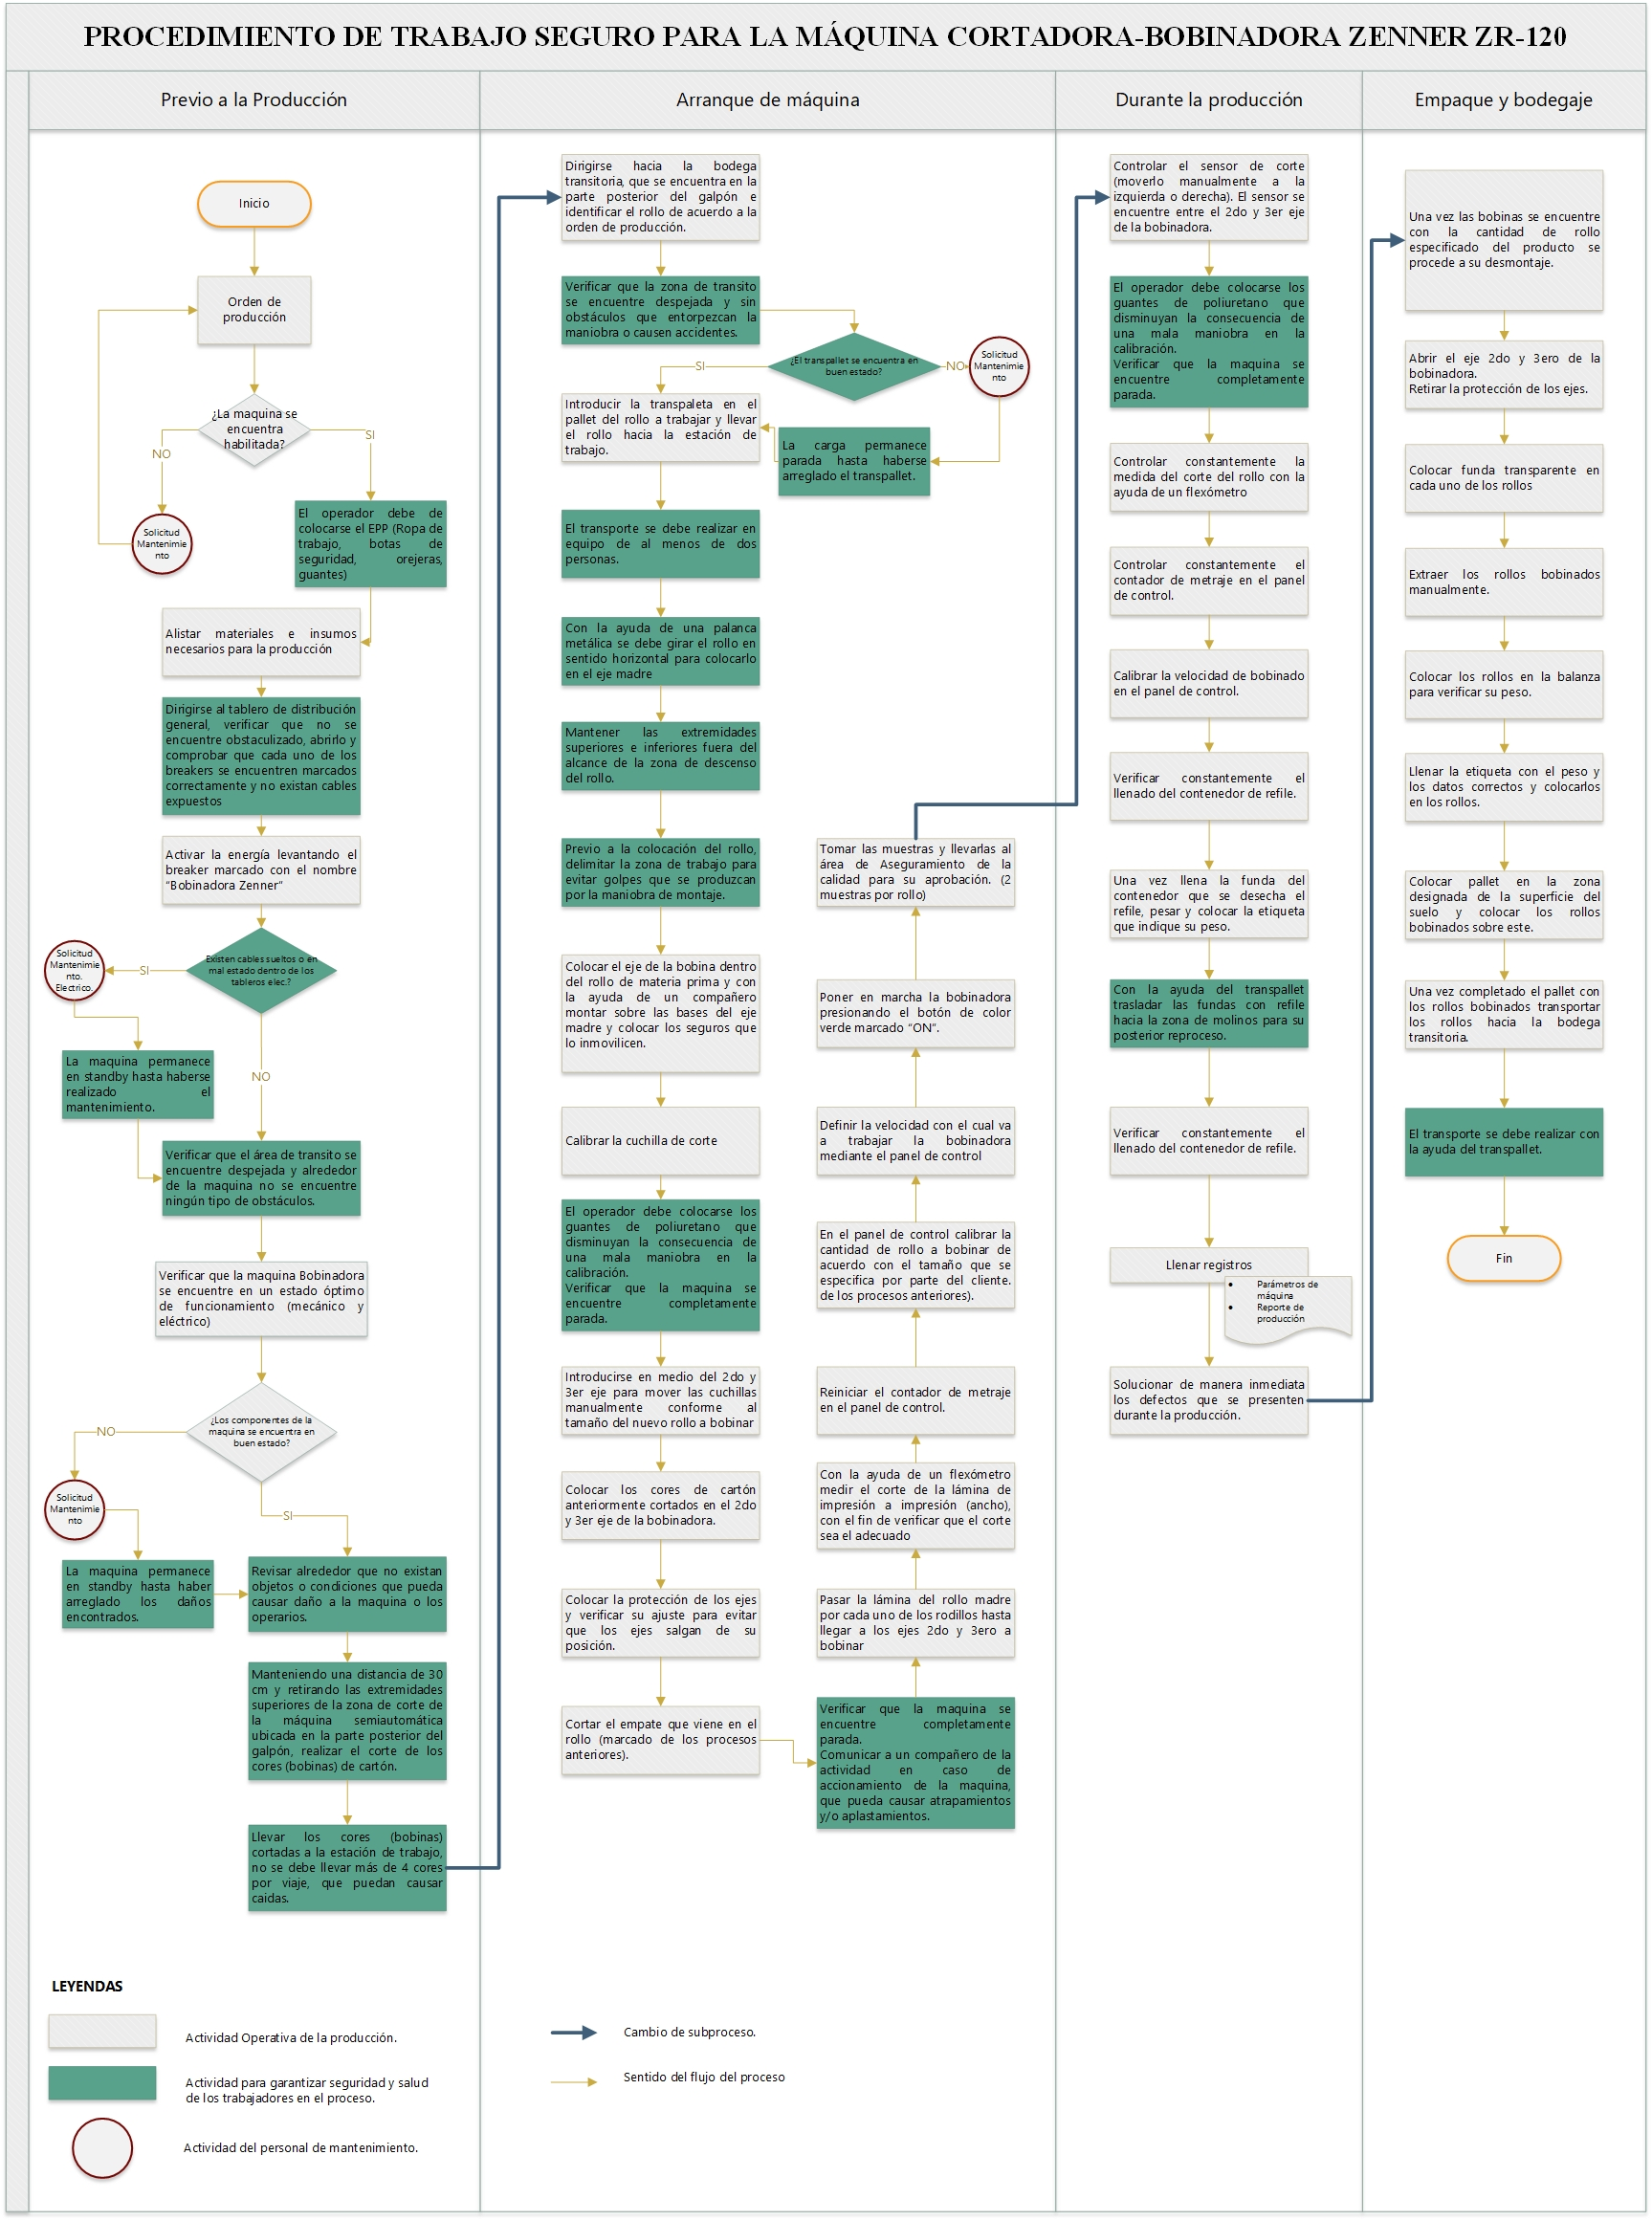 PROCEDIMIENTO DE TRABAJO SEGURO PARA LA MÁQUINA CORTADORA-BOBINADORA ZENNER ZR-120
Previo a la Producción
Inicio
Orden de
producción
¿La maquina se
encuentra
habilitada?
NO
SI
Solicitud
Mantenimie
nto
El operador debe de
colocarse el EPP (Ropa de
trabajo, botas de
seguridad, orejeras,
guantes)
Alistar materiales e insumos
necesarios para la producción
Dirigirse al tablero de distribución
general, verificar que no se
encuentre obstaculizado, abrirlo y
comprobar que cada uno de los
breakers se encuentren marcados
correctamente y no existan cables
expuestos
Activar la energía levantando el
breaker marcado con el nombre
“Bobinadora Zenner”
Existen cables sueltos o en
mal estado dentro de los
tableros elec.?
SI
Solicitud
Mantenimie
nto.
Electrico.
La maquina permanece
en standby hasta haberse
realizado el
mantenimiento.
NO
Verificar que el área de transito se
encuentre despejada y alrededor
de la maquina no se encuentre
ningún tipo de obstáculos.
Verificar que la maquina Bobinadora
se encuentre en un estado óptimo
de funcionamiento (mecánico y
eléctrico)
¿Los componentes de la
maquina se encuentra en
buen estado?
NO
Solicitud
Mantenimie
nto
SI
La maquina permanece
en standby hasta haber
arreglado los daños
encontrados.
Revisar alrededor que no existan
objetos o condiciones que pueda
causar daño a la maquina o los
operarios.
Manteniendo una distancia de 30
cm y retirando las extremidades
superiores de la zona de corte de
la máquina semiautomática
ubicada en la parte posterior del
galpón, realizar el corte de los
cores (bobinas) de cartón.
Llevar los cores (bobinas)
cortadas a la estación de trabajo,
no se debe llevar más de 4 cores
por viaje, que puedan causar
caidas.
Arranque de máquina
Dirigirse hacia la bodega
transitoria, que se encuentra en la
parte posterior del galpón e
identificar el rollo de acuerdo a la
orden de producción.
Verificar que la zona de transito
se encuentre despejada y sin
obstáculos que entorpezcan la
maniobra o causen accidentes.
¿El transpallet se encuentra en
buen estado?
SI
NO
Solicitud
Mantenimie
nto
Introducir la transpaleta en el
pallet del rollo a trabajar y llevar
el rollo hacia la estación de
trabajo.
La carga permanece
parada hasta haberse
arreglado el transpallet.
El transporte se debe realizar en
equipo de al menos de dos
personas.
Con la ayuda de una palanca
metálica se debe girar el rollo en
sentido horizontal para colocarlo
en el eje madre
Mantener las extremidades
superiores e inferiores fuera del
alcance de la zona de descenso
del rollo.
Previo a la colocación del rollo,
delimitar la zona de trabajo para
evitar golpes que se produzcan
por la maniobra de montaje.
Colocar el eje de la bobina dentro
del rollo de materia prima y con
la ayuda de un compañero
montar sobre las bases del eje
madre y colocar los seguros que
lo inmovilicen.
Calibrar la cuchilla de corte
El operador debe colocarse los
guantes de poliuretano que
disminuyan la consecuencia de
una mala maniobra en la
calibración.
Verificar que la maquina se
encuentre completamente
parada.
Introducirse en medio del 2do y
3er eje para mover las cuchillas
manualmente conforme al
tamaño del nuevo rollo a bobinar
Colocar los cores de cartón
anteriormente cortados en el 2do
y 3er eje de la bobinadora.
Colocar la protección de los ejes
y verificar su ajuste para evitar
que los ejes salgan de su
posición.
Cortar el empate que viene en el
rollo (marcado de los procesos
anteriores).
Verificar que la maquina se
encuentre completamente
parada.
Comunicar a un compañero de la
actividad en caso de
accionamiento de la maquina,
que pueda causar atrapamientos
y/o aplastamientos.
Pasar la lámina del rollo madre
por cada uno de los rodillos hasta
llegar a los ejes 2do y 3ero a
bobinar
Con la ayuda de un flexómetro
medir el corte de la lámina de
impresión a impresión (ancho),
con el fin de verificar que el corte
sea el adecuado
Reiniciar el contador de metraje
en el panel de control.
En el panel de control calibrar la
cantidad de rollo a bobinar de
acuerdo con el tamaño que se
especifica por parte del cliente.
de los procesos anteriores).
Definir la velocidad con el cual va
a trabajar la bobinadora
mediante el panel de control
Poner en marcha la bobinadora
presionando el botón de color
verde marcado “ON”.
Tomar las muestras y llevarlas al
área de Aseguramiento de la
calidad para su aprobación. (2
muestras por rollo)
Durante la producción
Controlar el sensor de corte
(moverlo manualmente a la
izquierda o derecha). El sensor se
encuentre entre el 2do y 3er eje
de la bobinadora.
El operador debe colocarse los
guantes de poliuretano que
disminuyan la consecuencia de
una mala maniobra en la
calibración.
Verificar que la maquina se
encuentre completamente
parada.
Controlar constantemente la
medida del corte del rollo con la
ayuda de un flexómetro
Controlar constantemente el
contador de metraje en el panel
de control.
Calibrar la velocidad de bobinado
en el panel de control.
Verificar constantemente el
llenado del contenedor de refile.
Una vez llena la funda del
contenedor que se desecha el
refile, pesar y colocar la etiqueta
que indique su peso.
Con la ayuda del transpallet
trasladar las fundas con refile
hacia la zona de molinos para su
posterior reproceso.
Verificar constantemente el
llenado del contenedor de refile.
Llenar registros
• Parámetros de
máquina
• Reporte de
producción
Solucionar de manera inmediata
los defectos que se presenten
durante la producción.
Empaque y bodegaje
Una vez las bobinas se encuentre
con la cantidad de rollo
especificado del producto se
procede a su desmontaje.
Abrir el eje 2do y 3ero de la
bobinadora.
Retirar la protección de los ejes.
Colocar funda transparente en
cada uno de los rollos
Extraer los rollos bobinados
manualmente.
Colocar los rollos en la balanza
para verificar su peso.
Llenar la etiqueta con el peso y
los datos correctos y colocarlos
en los rollos.
Colocar pallet en la zona
designada de la superficie del
suelo y colocar los rollos
bobinados sobre este.
Una vez completado el pallet con
los rollos bobinados transportar
los rollos hacia la bodega
transitoria.
El transporte se debe realizar con
la ayuda del transpallet.
Fin
LEYENDAS
Actividad Operativa de la producción.
Actividad para garantizar seguridad y salud
de los trabajadores en el proceso.
Actividad del personal de mantenimiento.
Cambio de subproceso.
Sentido del flujo del proceso